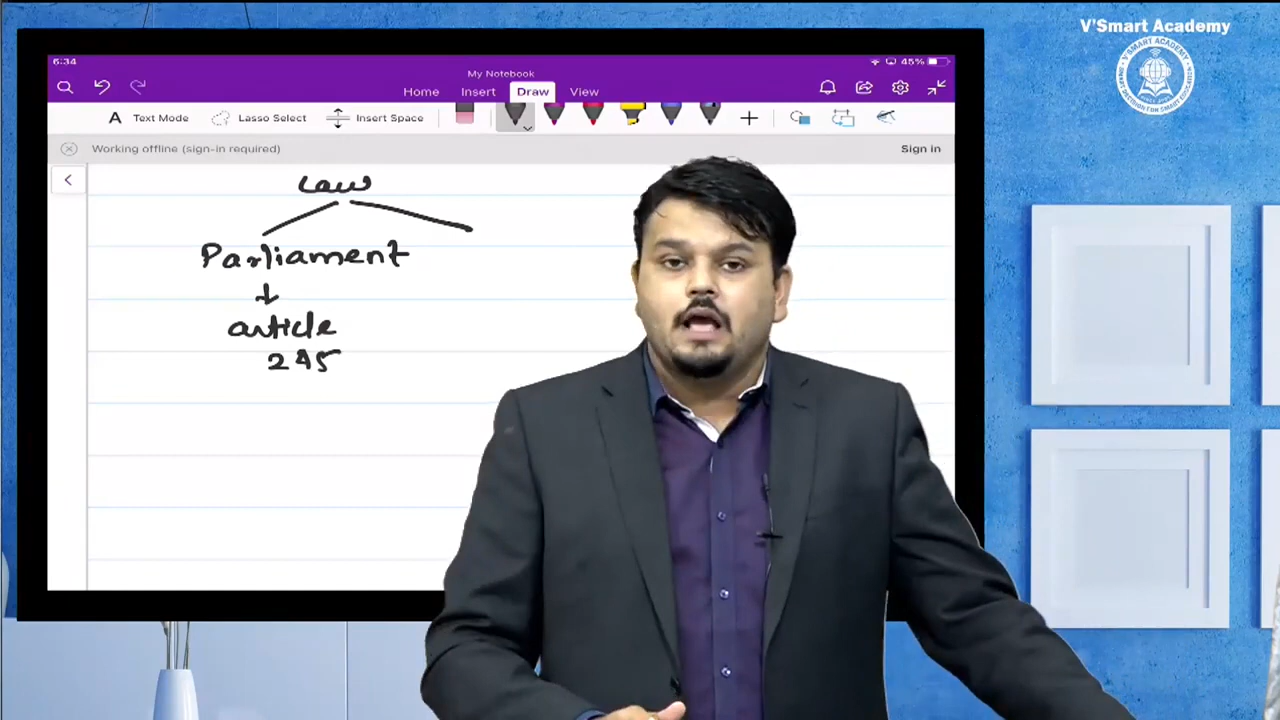 V'Smart Academy
6:34
45%
My Notebook
Home Insert Draw View
Text Mode Lasso Select Insert Space
Working offline (sign-in required) Sign in
Law
Parliament
article
245